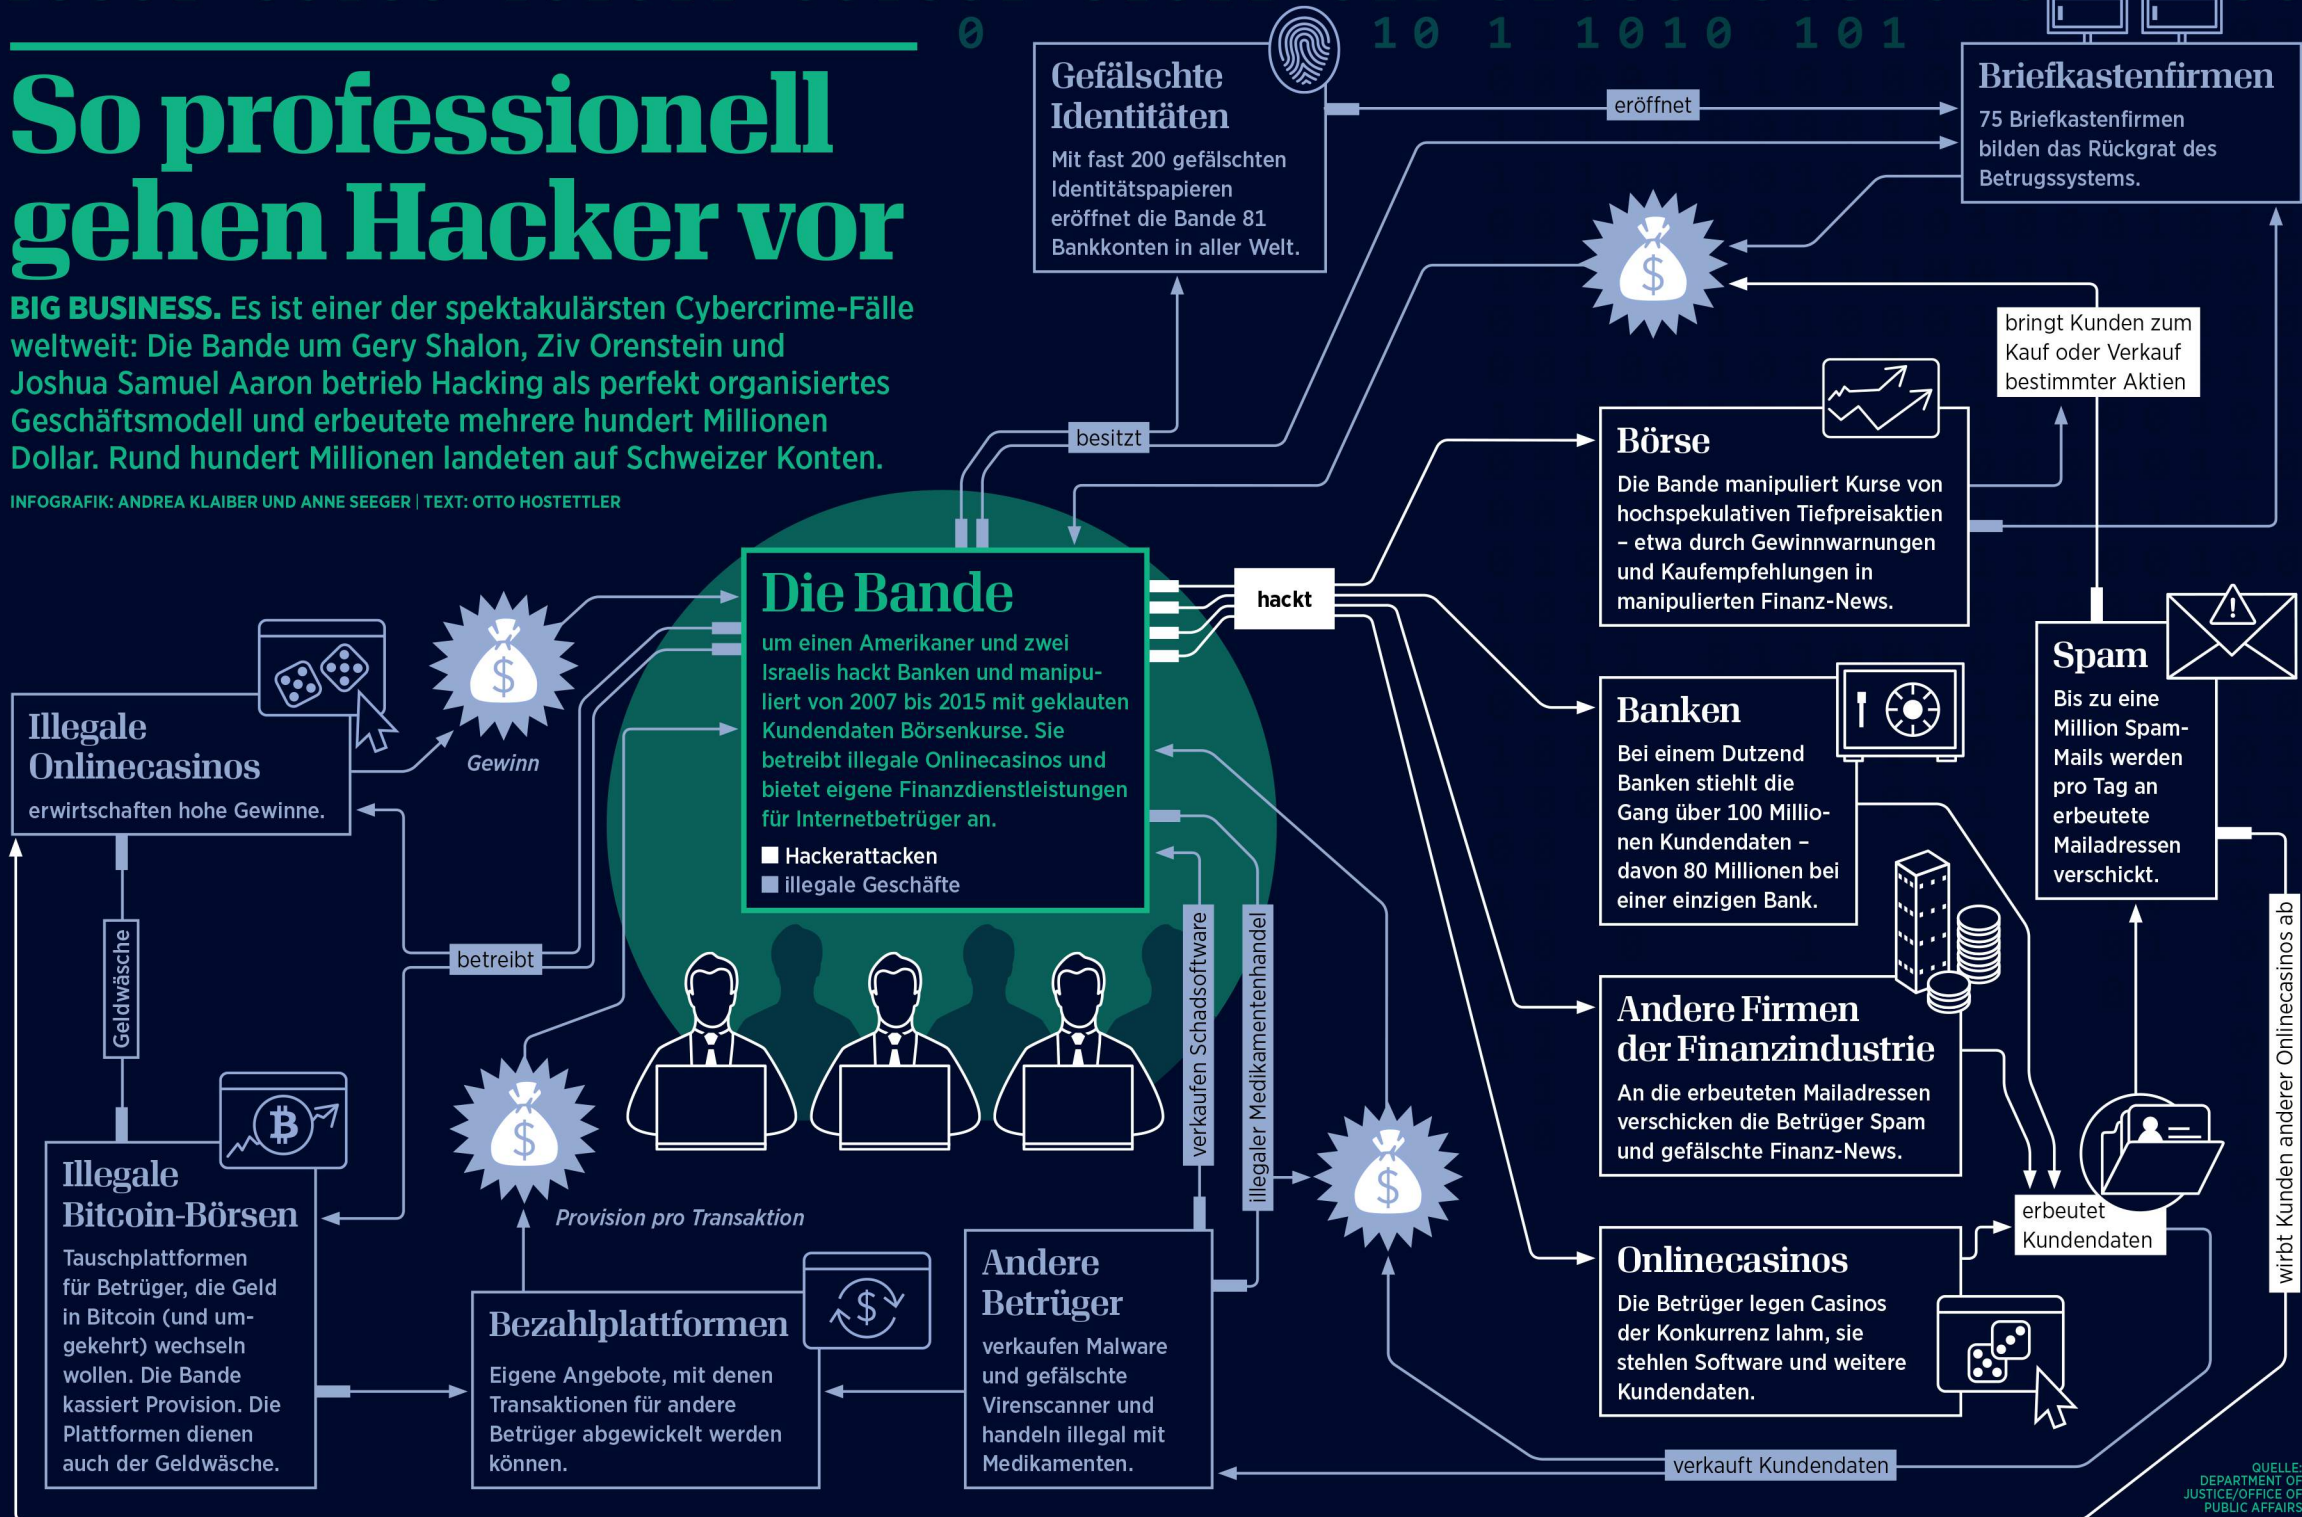 0 10 1 1010 101
So professionell
gehen Hacker vor
BIG BUSINESS. Es ist einer der spektakulärsten Cybercrime-Fälle
weltweit: Die Bande um Gery Shalon, Ziv Orenstein und
Joshua Samuel Aaron betrieb Hacking als perfekt organisiertes
Geschäftsmodell und erbeutete mehrere hundert Millionen
Dollar. Rund hundert Millionen landeten auf Schweizer Konten.
INFOGRAFIK: ANDREA KLAIBER UND ANNE SEEGER | TEXT: OTTO HOSTETTLER
Gefälschte
Identitäten
Mit fast 200 gefälschten
Identitätspapieren
eröffnet die Bande 81
Bankkonten in aller Welt.
eröffnet
Briefkastenfirmen
75 Briefkastenfirmen
bilden das Rückgrat des
Betrugssystems.
$
bringt Kunden zum
Kauf oder Verkauf
bestimmter Aktien
besitzt
Börse
Die Bande manipuliert Kurse von
hochspekulativen Tiefpreisaktien
– etwa durch Gewinnwarnungen
und Kaufempfehlungen in
manipulierten Finanz-News.
Die Bande
um einen Amerikaner und zwei
Israelis hackt Banken und manipu-
liert von 2007 bis 2015 mit geklauten
Kundendaten Börsenkurse. Sie
betreibt illegale Onlinecasinos und
bietet eigene Finanzdienstleistungen
für Internetbetrüger an.
Hackerattacken
illegale Geschäfte
hackt
$
Gewinn
Illegale
Onlinecasinos
erwirtschaften hohe Gewinne.
Banken
Bei einem Dutzend
Banken stiehlt die
Gang über 100 Millio-
nen Kundendaten –
davon 80 Millionen bei
einer einzigen Bank.
!
Spam
Bis zu eine
Million Spam-
Mails werden
pro Tag an
erbeutete
Mailadressen
verschickt.
wirbt Kunden anderer Onlinecasinos ab
betreibt
Geldwäsche
verkaufen Schadsoftware
illegaler Medikamentenhandel
Andere Firmen
der Finanzindustrie
An die erbeuteten Mailadressen
verschicken die Betrüger Spam
und gefälschte Finanz-News.
$
Provision pro Transaktion
$
₿
Illegale
Bitcoin-Börsen
Tauschplattformen
für Betrüger, die Geld
in Bitcoin (und um-
gekehrt) wechseln
wollen. Die Bande
kassiert Provision. Die
Plattformen dienen
auch der Geldwäsche.
$
Bezahlplattformen
Eigene Angebote, mit denen
Transaktionen für andere
Betrüger abgewickelt werden
können.
Andere
Betrüger
verkaufen Malware
und gefälschte
Virenscanner und
handeln illegal mit
Medikamenten.
erbeutet
Kundendaten
Onlinecasinos
Die Betrüger legen Casinos
der Konkurrenz lahm, sie
stehlen Software und weitere
Kundendaten.
verkauft Kundendaten
QUELLE:
DEPARTMENT OF
JUSTICE/OFFICE OF
PUBLIC AFFAIRS